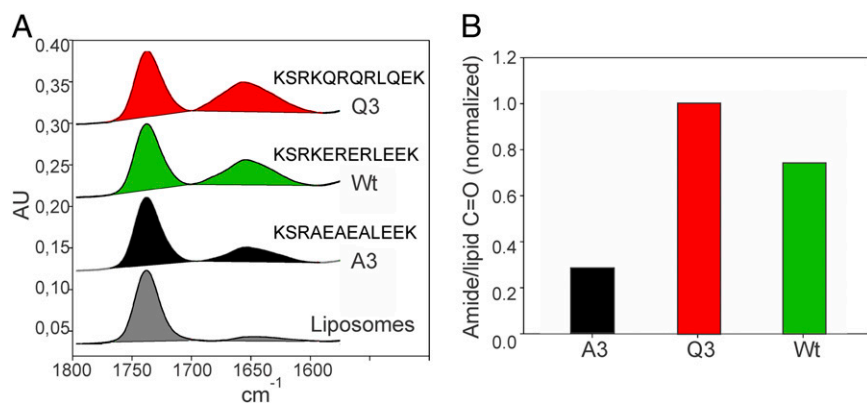 A
0,40
0,35
0,30
0,25
0,20
0,15
0,10
0,05
AU
KSRKQRQRLQEK
Q3
KSRKERERLEEK
Wt
KSRAEAEALEEK
A3
Liposomes
1800
1750
1700
1650
1600
cm-1
B
1.2
1.0
0.8
0.6
0.4
0.2
0.0
Amide/lipid C=O (normalized)
A3
Q3
Wt